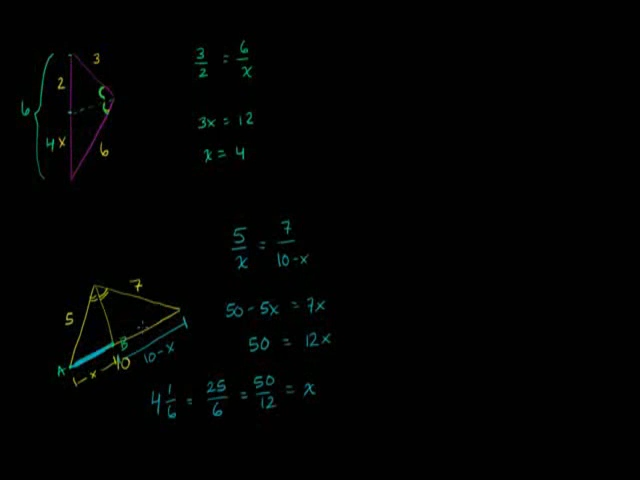 3
2
6
4 x
6
3/2 = 6/x
3x = 12
x = 4
5
7
A
B
x
10
10-x
5/x = 7/10-x
50-5x = 7x
50 = 12x
4 1/6 = 25/6 = 50/12 = x